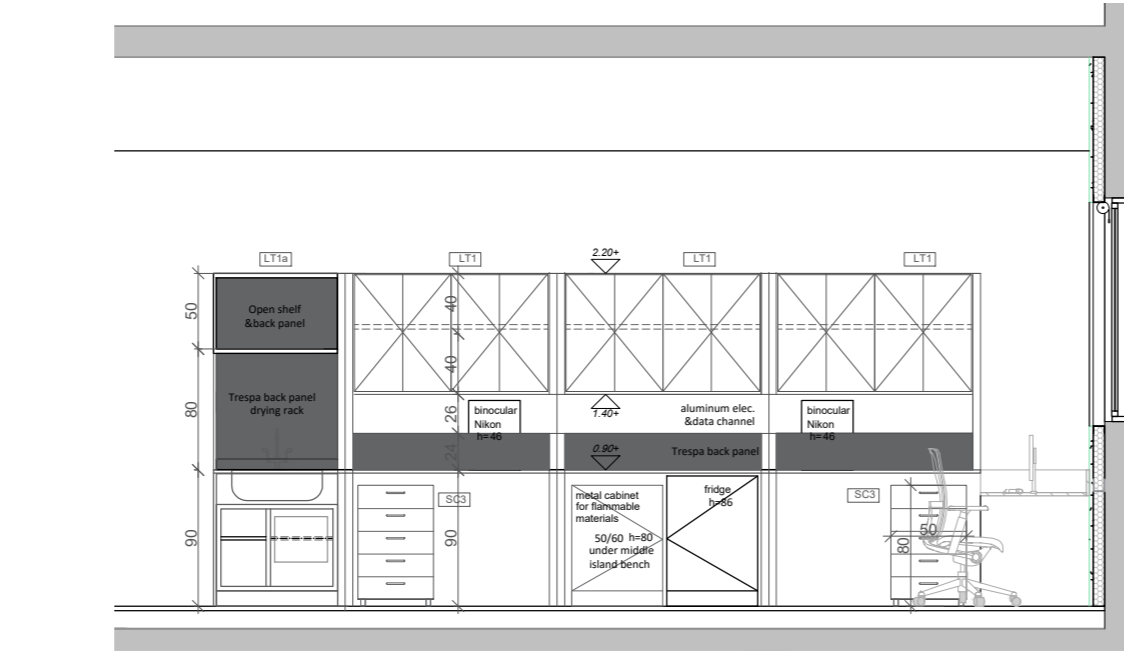 LT1a
LT1
2.20+
LT1
LT1
50
Open shelf
&back panel
40
40
80
Trespa back panel
drying rack
26
binocular
Nikon
h=46
1.40+
aluminum elec.
&data channel
binocular
Nikon
h=46
24
0.90+
Trespa back panel
90
SC3
90
metal cabinet
for flammable
materials
50/60 h=80
under middle
island bench
fridge
h=86
SC3
50
80